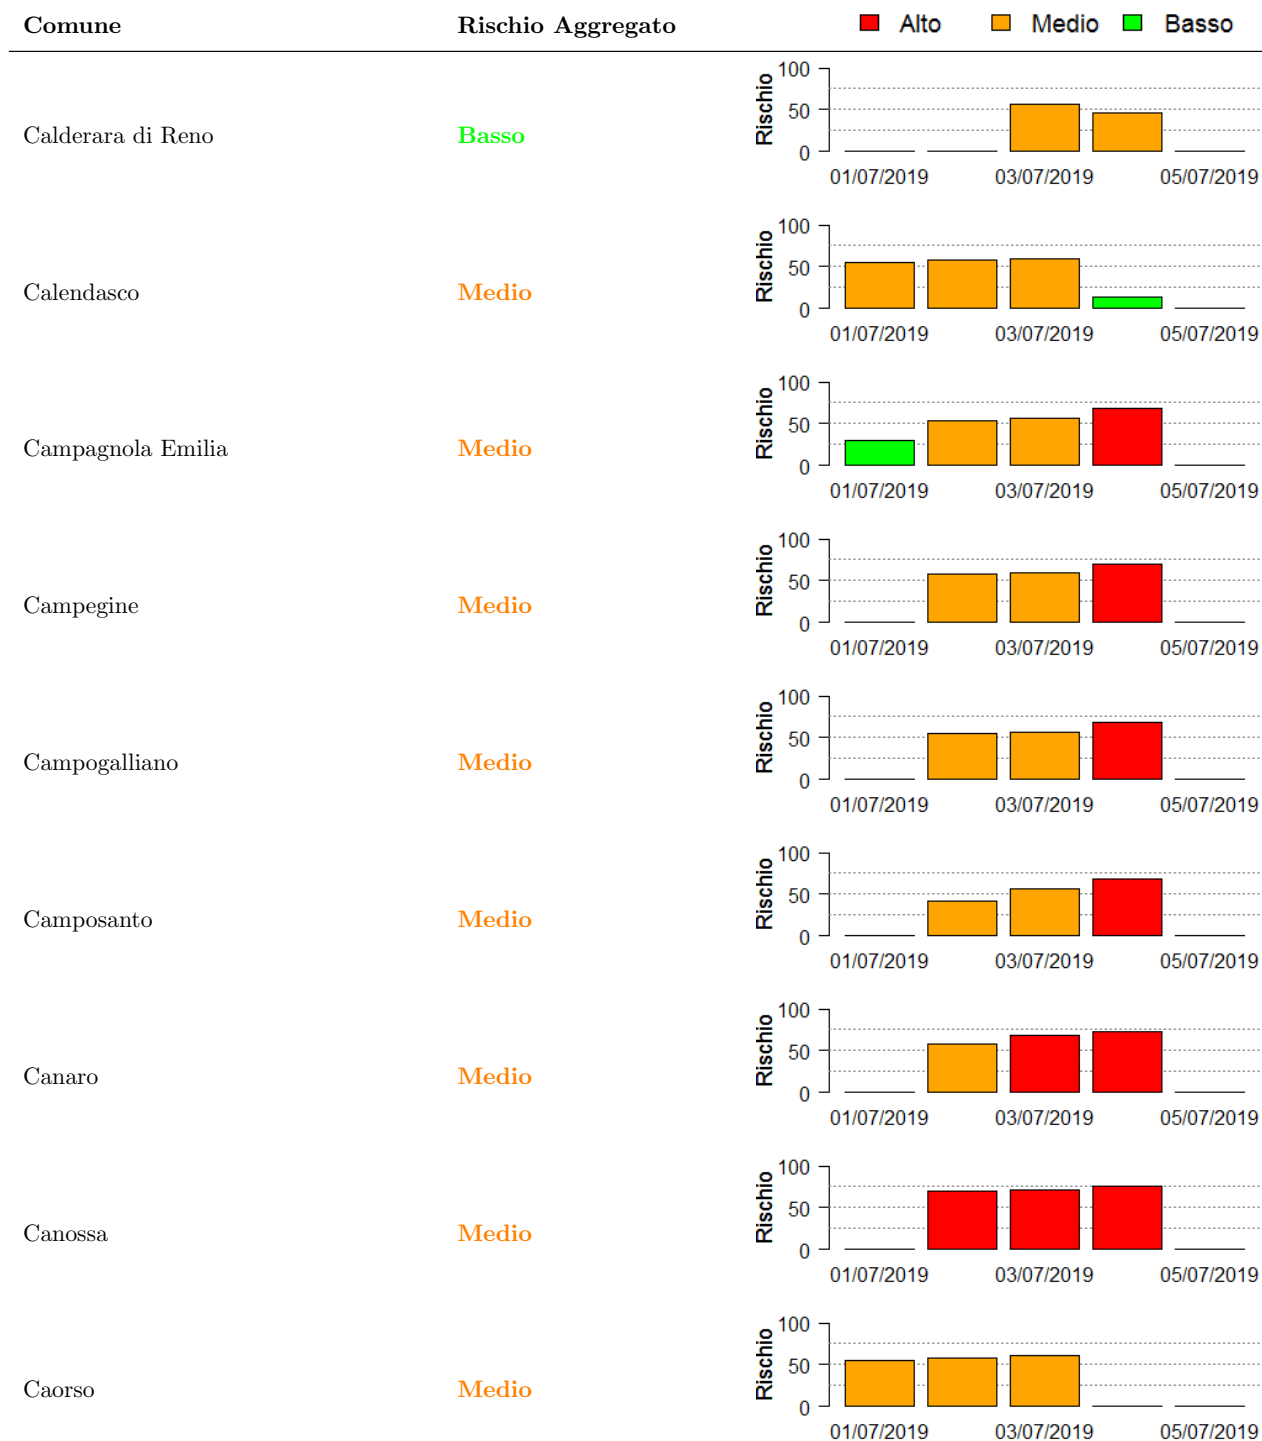 Comune Rischio Aggregato Alto Medio Basso
Calderara di Reno Basso Rischio 100 50 0
01/07/2019 03/07/2019 05/07/2019
Calendasco Medio Rischio 100 50 0
01/07/2019 03/07/2019 05/07/2019
Campagnola Emilia Medio Rischio 100 50 0
01/07/2019 03/07/2019 05/07/2019
Campegine Medio Rischio 100 50 0
01/07/2019 03/07/2019 05/07/2019
Campogalliano Medio Rischio 100 50 0
01/07/2019 03/07/2019 05/07/2019
Camposanto Medio Rischio 100 50 0
01/07/2019 03/07/2019 05/07/2019
Canaro Medio Rischio 100 50 0
01/07/2019 03/07/2019 05/07/2019
Canossa Medio Rischio 100 50 0
01/07/2019 03/07/2019 05/07/2019
Caorso Medio Rischio 100 50 0
01/07/2019 03/07/2019 05/07/2019